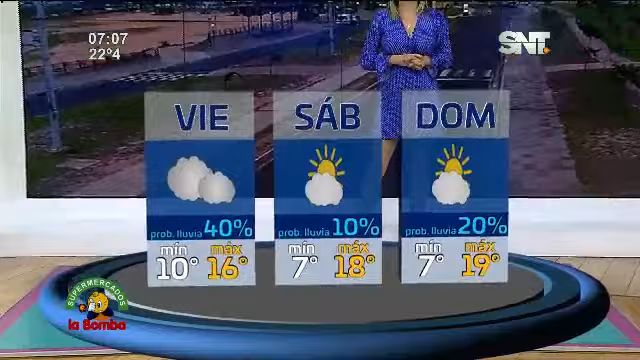 07:07
22°4
SNT
VIE
SÁB
DOM
prob. lluvia 40%
prob. lluvia 10%
prob. lluvia 20%
mín máx
10° 16°
mín máx
7° 18°
mín máx
7° 19°
SUPERMERCADOS
la Bomba